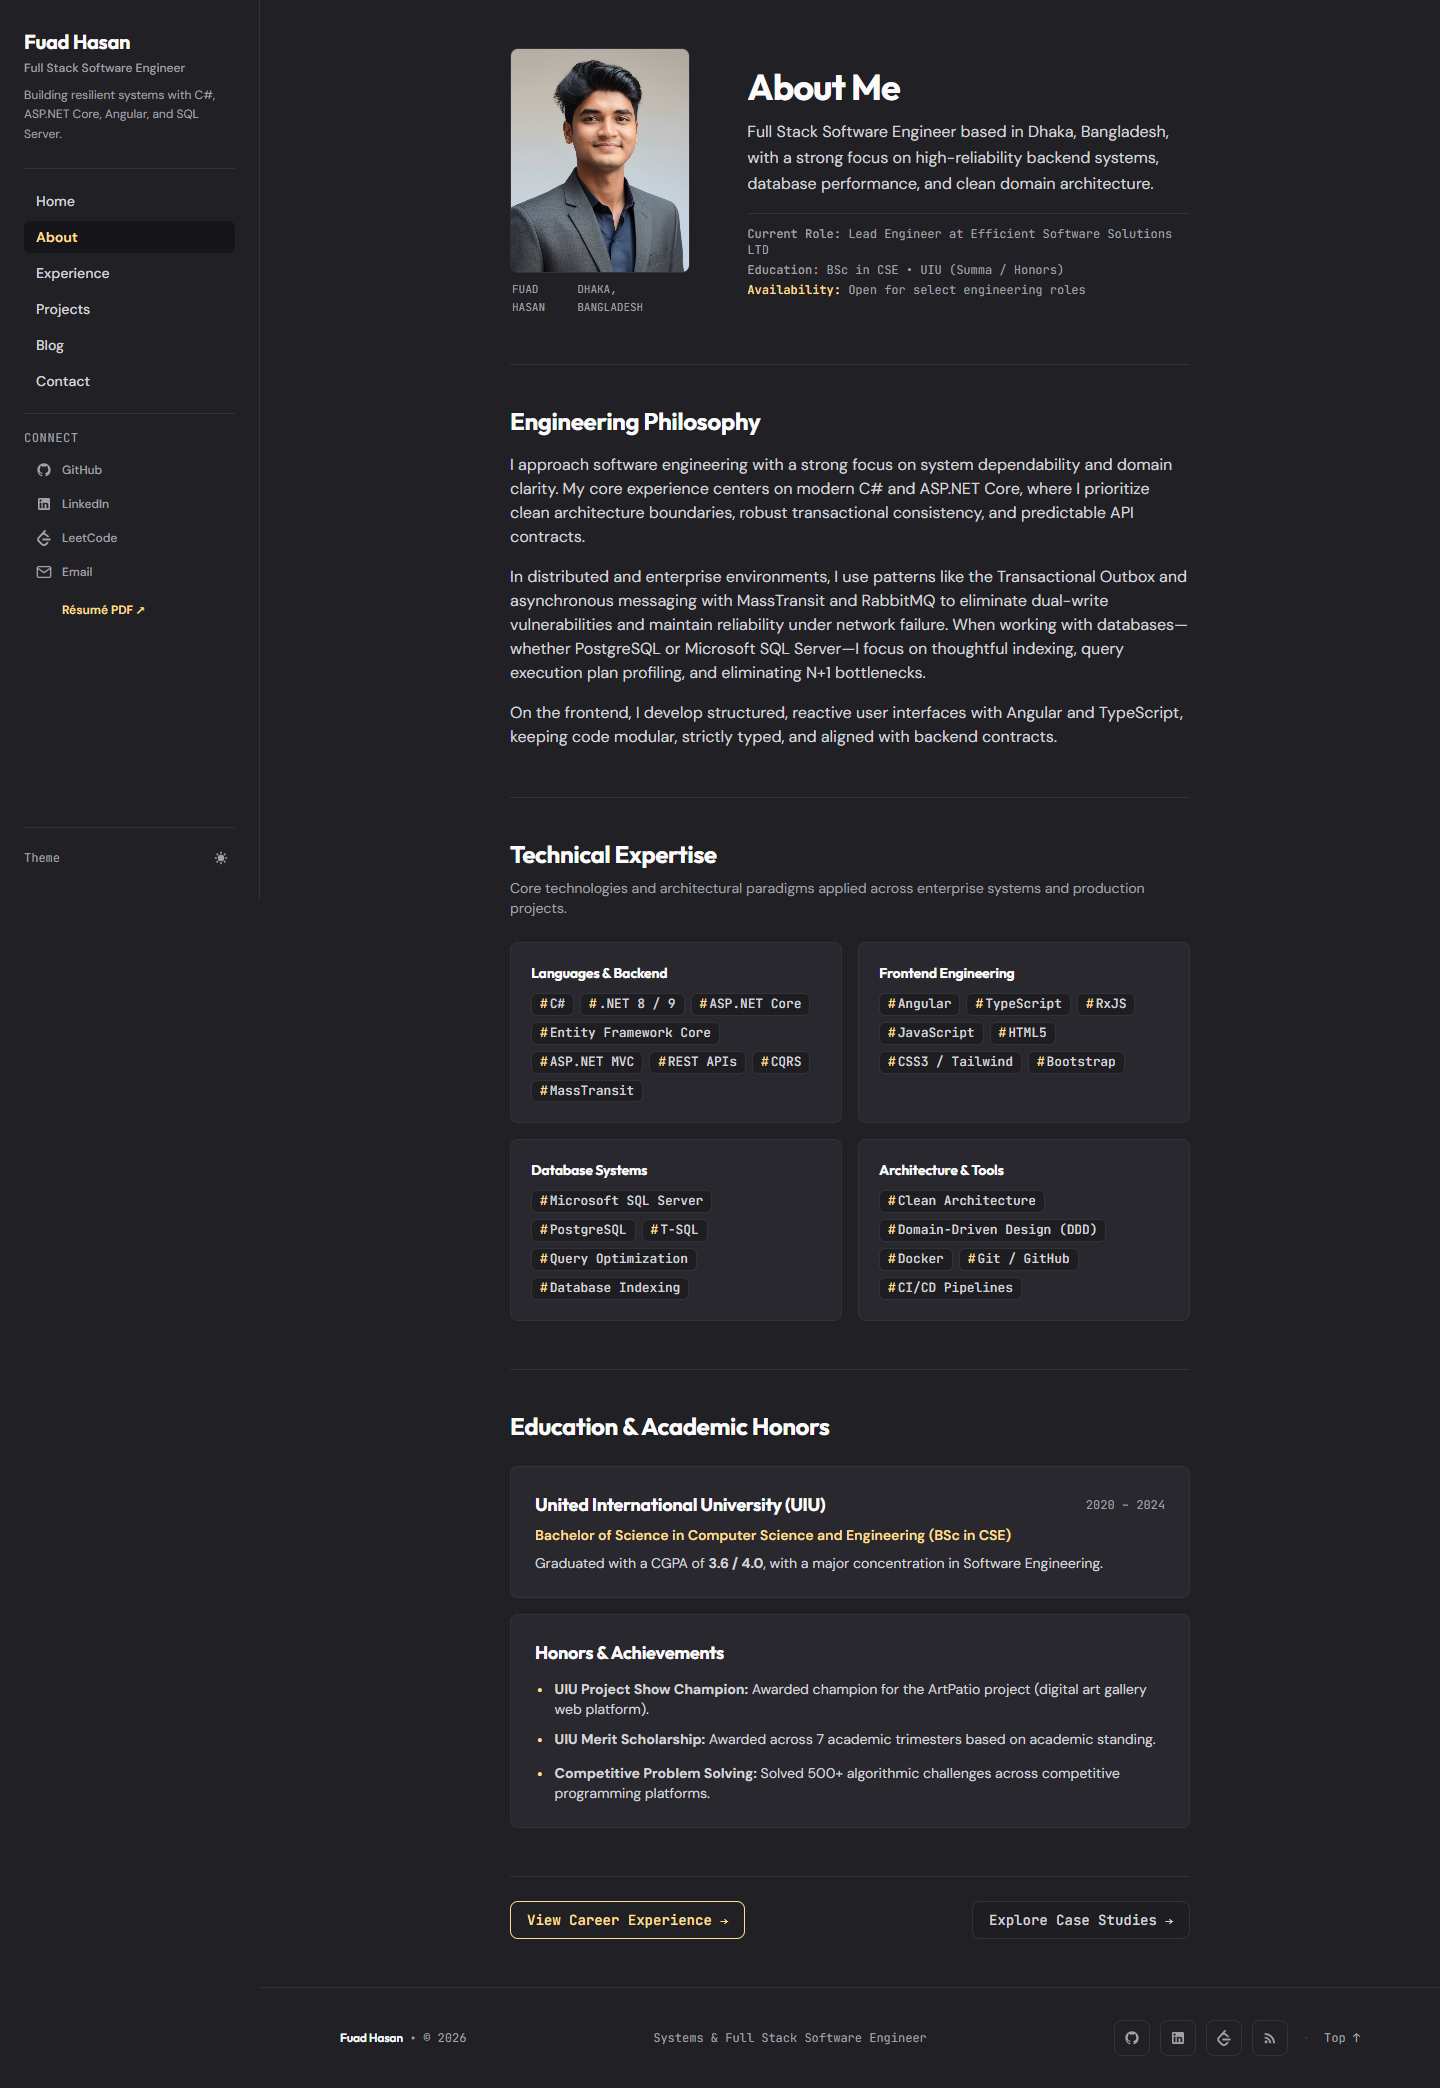 Fuad Hasan
Full Stack Software Engineer
Building resilient systems with C#,
ASP.NET Core, Angular, and SQL
Server.
Home
About
Experience
Projects
Blog
Contact
CONNECT
GitHub
LinkedIn
LeetCode
Email
Résumé PDF ↗
Theme
FUAD
HASAN
DHAKA,
BANGLADESH
About Me
Full Stack Software Engineer based in Dhaka, Bangladesh,
with a strong focus on high-reliability backend systems,
database performance, and clean domain architecture.
Current Role: Lead Engineer at Efficient Software Solutions
LTD
Education: BSc in CSE • UIU (Summa / Honors)
Availability: Open for select engineering roles
Engineering Philosophy
I approach software engineering with a strong focus on system dependability and domain
clarity. My core experience centers on modern C# and ASP.NET Core, where I prioritize
clean architecture boundaries, robust transactional consistency, and predictable API
contracts.
In distributed and enterprise environments, I use patterns like the Transactional Outbox and
asynchronous messaging with MassTransit and RabbitMQ to eliminate dual-write
vulnerabilities and maintain reliability under network failure. When working with databases—
whether PostgreSQL or Microsoft SQL Server—I focus on thoughtful indexing, query
execution plan profiling, and eliminating N+1 bottlenecks.
On the frontend, I develop structured, reactive user interfaces with Angular and TypeScript,
keeping code modular, strictly typed, and aligned with backend contracts.
Technical Expertise
Core technologies and architectural paradigms applied across enterprise systems and production
projects.
Languages & Backend
#C# #.NET 8 / 9 #ASP.NET Core
#Entity Framework Core
#ASP.NET MVC #REST APIs #CQRS
#MassTransit
Frontend Engineering
#Angular #TypeScript #RxJS
#JavaScript #HTML5
#CSS3 / Tailwind #Bootstrap
Database Systems
#Microsoft SQL Server
#PostgreSQL #T-SQL
#Query Optimization
#Database Indexing
Architecture & Tools
#Clean Architecture
#Domain-Driven Design (DDD)
#Docker #Git / GitHub
#CI/CD Pipelines
Education & Academic Honors
United International University (UIU) 2020 – 2024
Bachelor of Science in Computer Science and Engineering (BSc in CSE)
Graduated with a CGPA of 3.6 / 4.0, with a major concentration in Software Engineering.
Honors & Achievements
• UIU Project Show Champion: Awarded champion for the ArtPatio project (digital art gallery
web platform).
• UIU Merit Scholarship: Awarded across 7 academic trimesters based on academic standing.
• Competitive Problem Solving: Solved 500+ algorithmic challenges across competitive
programming platforms.
View Career Experience →
Explore Case Studies →
Fuad Hasan • © 2026
Systems & Full Stack Software Engineer
Top ↑